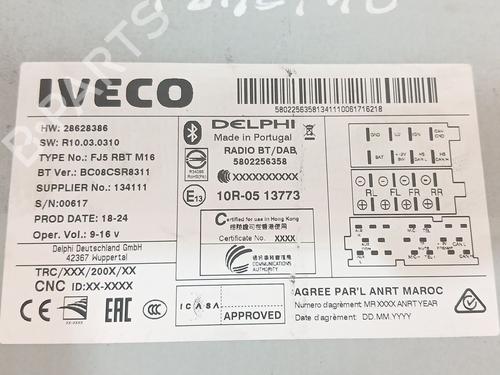 IVECO
58022563581341110061716218
HW: 28628386
SW: R10.03.0310
TYPE No.: FJ5 RBT M16
BT Ver.: BC08CSR8311
SUPPLIER No.: 134111
S/N:00617
PROD DATE: 18-24
Oper. Vol.: 9-16 v
Delphi Deutschland GmbH
42367 Wuppertal
TRC/XXX/200X/XX
CNC ID:XX-XXXX
DELPHI
Made in Portugal
RADIO BT/DAB
5802256358
E13
10R-05 13773
Certified for use in Hong Kong
Certificate No. XXXX
COMMUNICATIONS
AUTHORITY
ICASA
APPROVED
EAC
BAT
RL FL FR RR
AGREE PAR'L ANRT MAROC
Numero d'agrément: MR XXXX ANRT YEAR
Date d'agrément: DD.MM.YYYY
B-PARTS